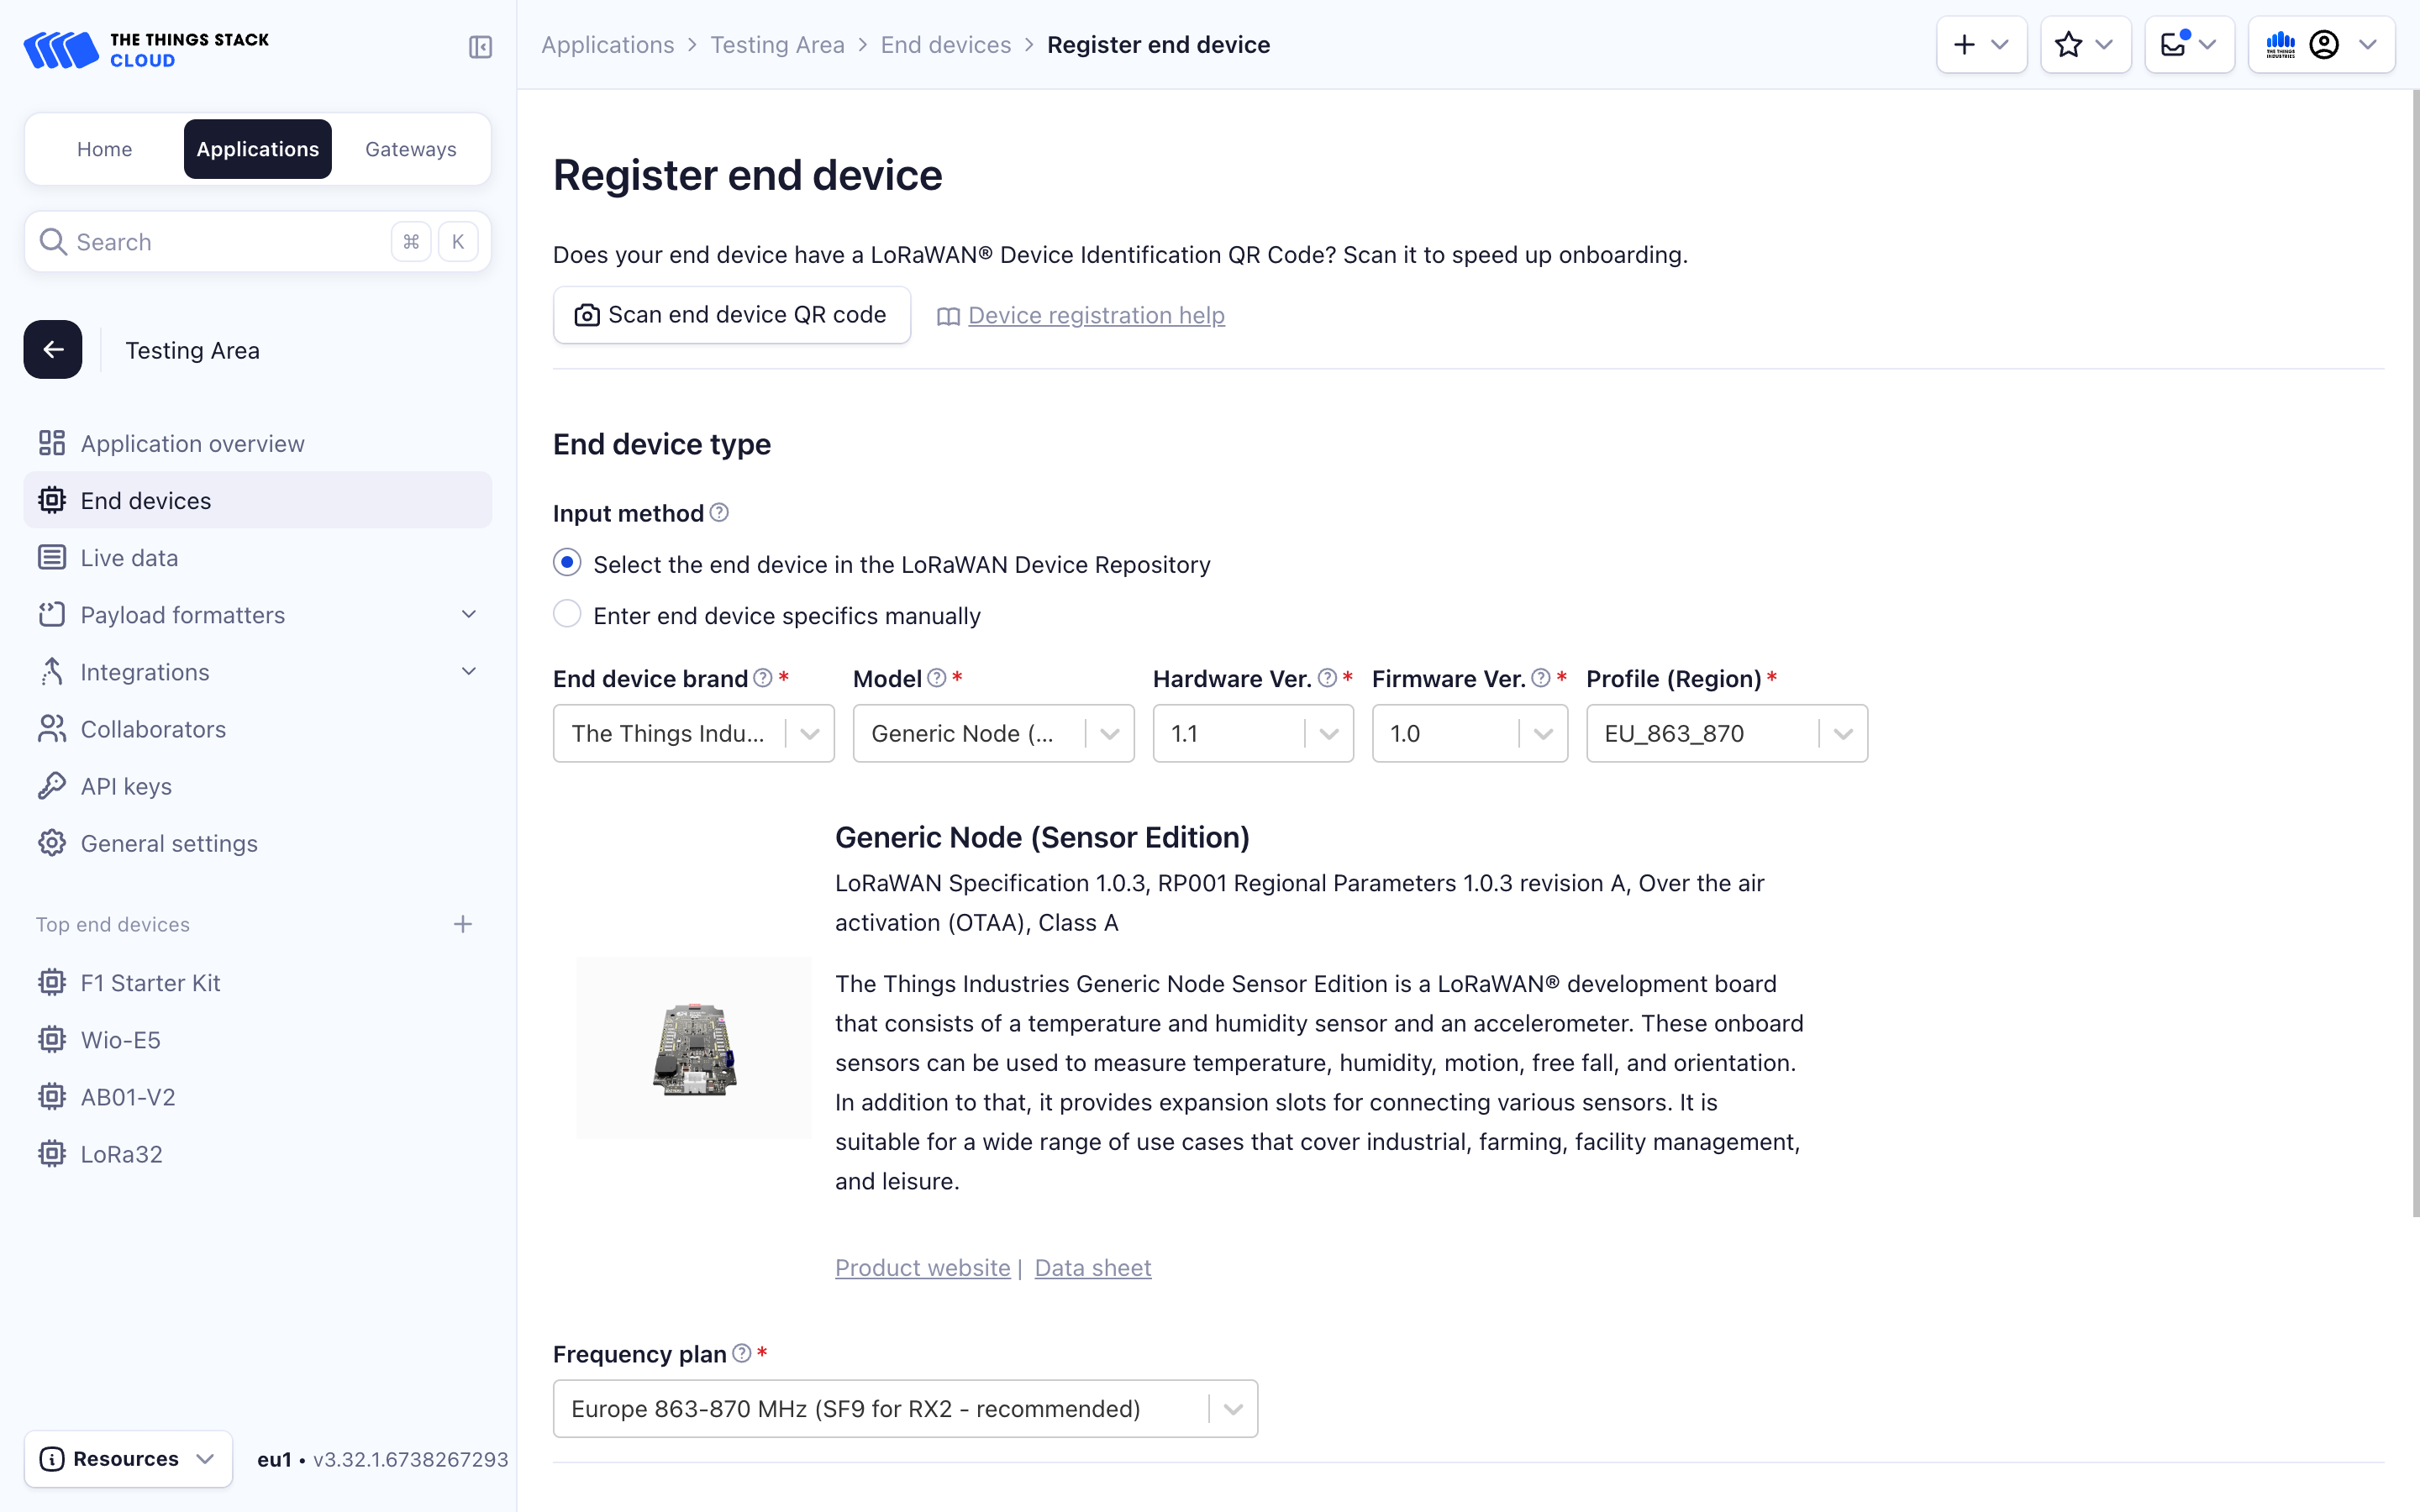 THE THINGS STACK
CLOUD
Applications > Testing Area > End devices > Register end device
THE THINGS
INDUSTRIES
Home
Applications
Gateways
Search
⌘ K
Testing Area
Application overview
End devices
Live data
Payload formatters
Integrations
Collaborators
API keys
General settings
Top end devices
F1 Starter Kit
Wio-E5
AB01-V2
LoRa32
Resources
eu1 • v3.32.1.6738267293
Register end device
Does your end device have a LoRaWAN® Device Identification QR Code? Scan it to speed up onboarding.
Scan end device QR code
Device registration help
End device type
Input method
Select the end device in the LoRaWAN Device Repository
Enter end device specifics manually
End device brand * Model * Hardware Ver. * Firmware Ver. * Profile (Region) *
The Things Indu... Generic Node (... 1.1 1.0 EU_863_870
Generic Node (Sensor Edition)
LoRaWAN Specification 1.0.3, RP001 Regional Parameters 1.0.3 revision A, Over the air
activation (OTAA), Class A
The Things Industries Generic Node Sensor Edition is a LoRaWAN® development board
that consists of a temperature and humidity sensor and an accelerometer. These onboard
sensors can be used to measure temperature, humidity, motion, free fall, and orientation.
In addition to that, it provides expansion slots for connecting various sensors. It is
suitable for a wide range of use cases that cover industrial, farming, facility management,
and leisure.
Product website | Data sheet
Frequency plan *
Europe 863-870 MHz (SF9 for RX2 - recommended)